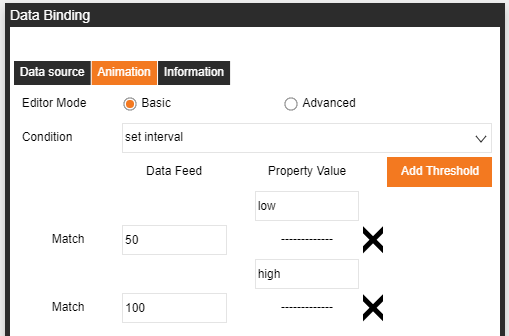 Data Binding
Data source Animation Information
Editor Mode Basic Advanced
Condition set interval
Data Feed Property Value Add Threshold
low
Match 50 -------------
high
Match 100 -------------